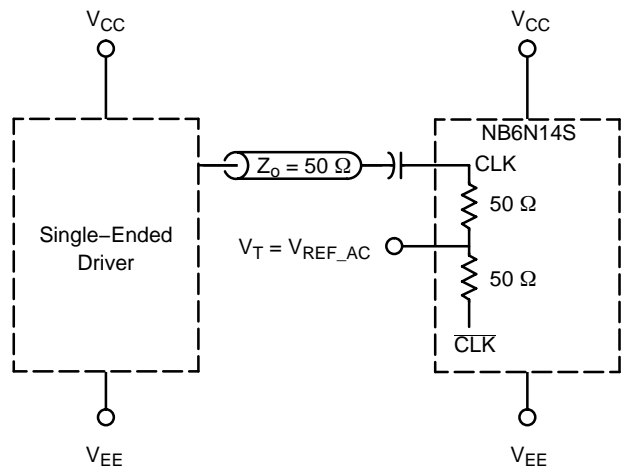 VCC
VCC
NB6N14S
Zo = 50 Ω
CLK
50 Ω
Single−Ended
Driver
VT = VREF_AC
50 Ω
CLK
VEE
VEE